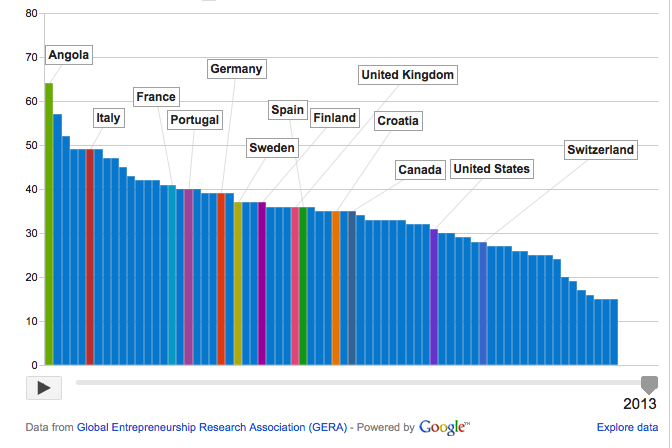 80
70
60
50
40
30
20
10
0
Angola
Italy
France
Portugal
Germany
Sweden
Spain
Finland
United Kingdom
Croatia
Canada
United States
Switzerland
2013
Data from Global Entrepreneurship Research Association (GERA) - Powered by Google™
Explore data